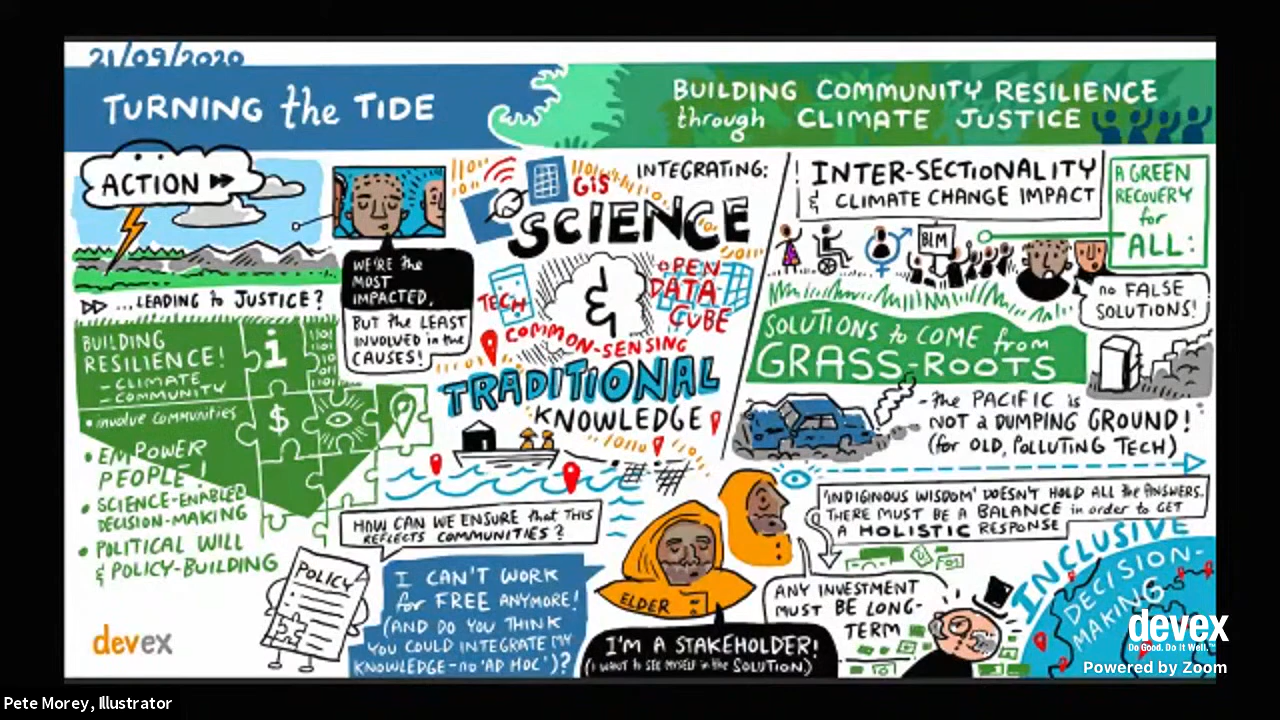 21/09/2020
TURNING the TIDE
BUILDING COMMUNITY RESILIENCE
through CLIMATE JUSTICE
ACTION
...LEADING to JUSTICE?
BUILDING
RESILIENCE!
- CLIMATE
- COMMUNITY
• involve communities
• EMPOWER
PEOPLE!
• SCIENCE-ENABLED
DECISION-MAKING
• POLITICAL WILL
& POLICY-BUILDING
i
$
WE'RE the
MOST
IMPACTED,
BUT the LEAST
INVOLVED in the
CAUSES!
INTEGRATING:
GIS
SCIENCE
&
TECH
OPEN
DATA
CUBE
COMMON-SENSING
TRADITIONAL
KNOWLEDGE
HOW CAN WE ENSURE that THIS
REFLECTS COMMUNITIES?
POLICY
I CAN'T WORK
for FREE ANYMORE!
(AND DO YOU THINK
YOU COULD INTEGRATE MY
KNOWLEDGE - no 'AD HOC')?
ELDER
I'M A STAKEHOLDER!
(I WANT to SEE MYSELF in the SOLUTION)
INTER-SECTIONALITY
& CLIMATE CHANGE IMPACT
A GREEN
RECOVERY
for
ALL:
BLM
no FALSE
SOLUTIONS!
SOLUTIONS to COME from
GRASS-ROOTS
- the PACIFIC is
NOT a DUMPING GROUND!
(for OLD, POLLUTING TECH)
'INDIGINOUS WISDOM' DOESN'T HOLD ALL the ANSWERS.
THERE MUST BE A BALANCE in order to GET
A HOLISTIC RESPONSE
ANY INVESTMENT
MUST BE LONG-
TERM
INCLUSIVE
DECISION-
MAKING
devex
devex
Do Good. Do It Well.™
Powered by Zoom
Pete Morey, Illustrator